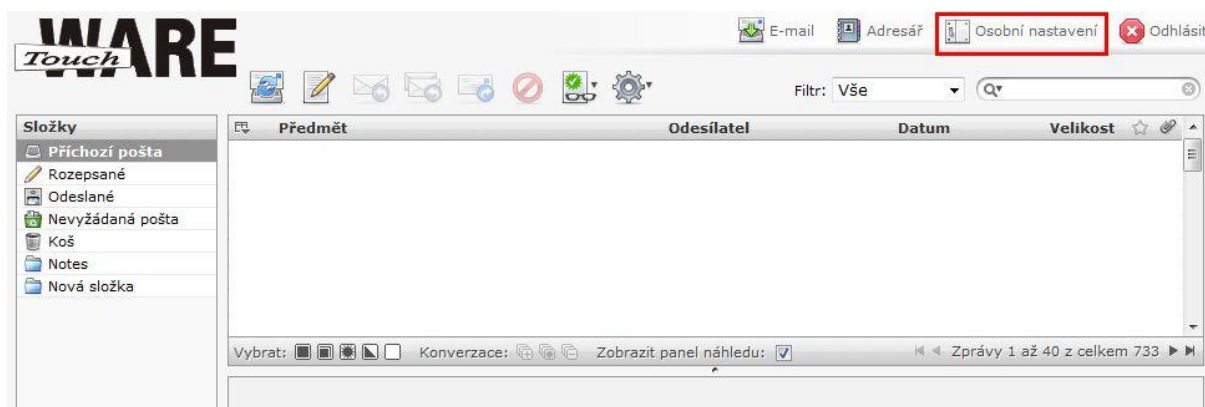 WARE
Touch
E-mail Adresář Osobní nastavení Odhlásit
Filtr: Vše
Složky
Předmět Odesílatel Datum Velikost
Příchozí pošta
Rozepsané
Odeslané
Nevyžádaná pošta
Koš
Notes
Nová složka
Vybrat: Konverzace: Zobrazit panel náhledu: Zprávy 1 až 40 z celkem 733